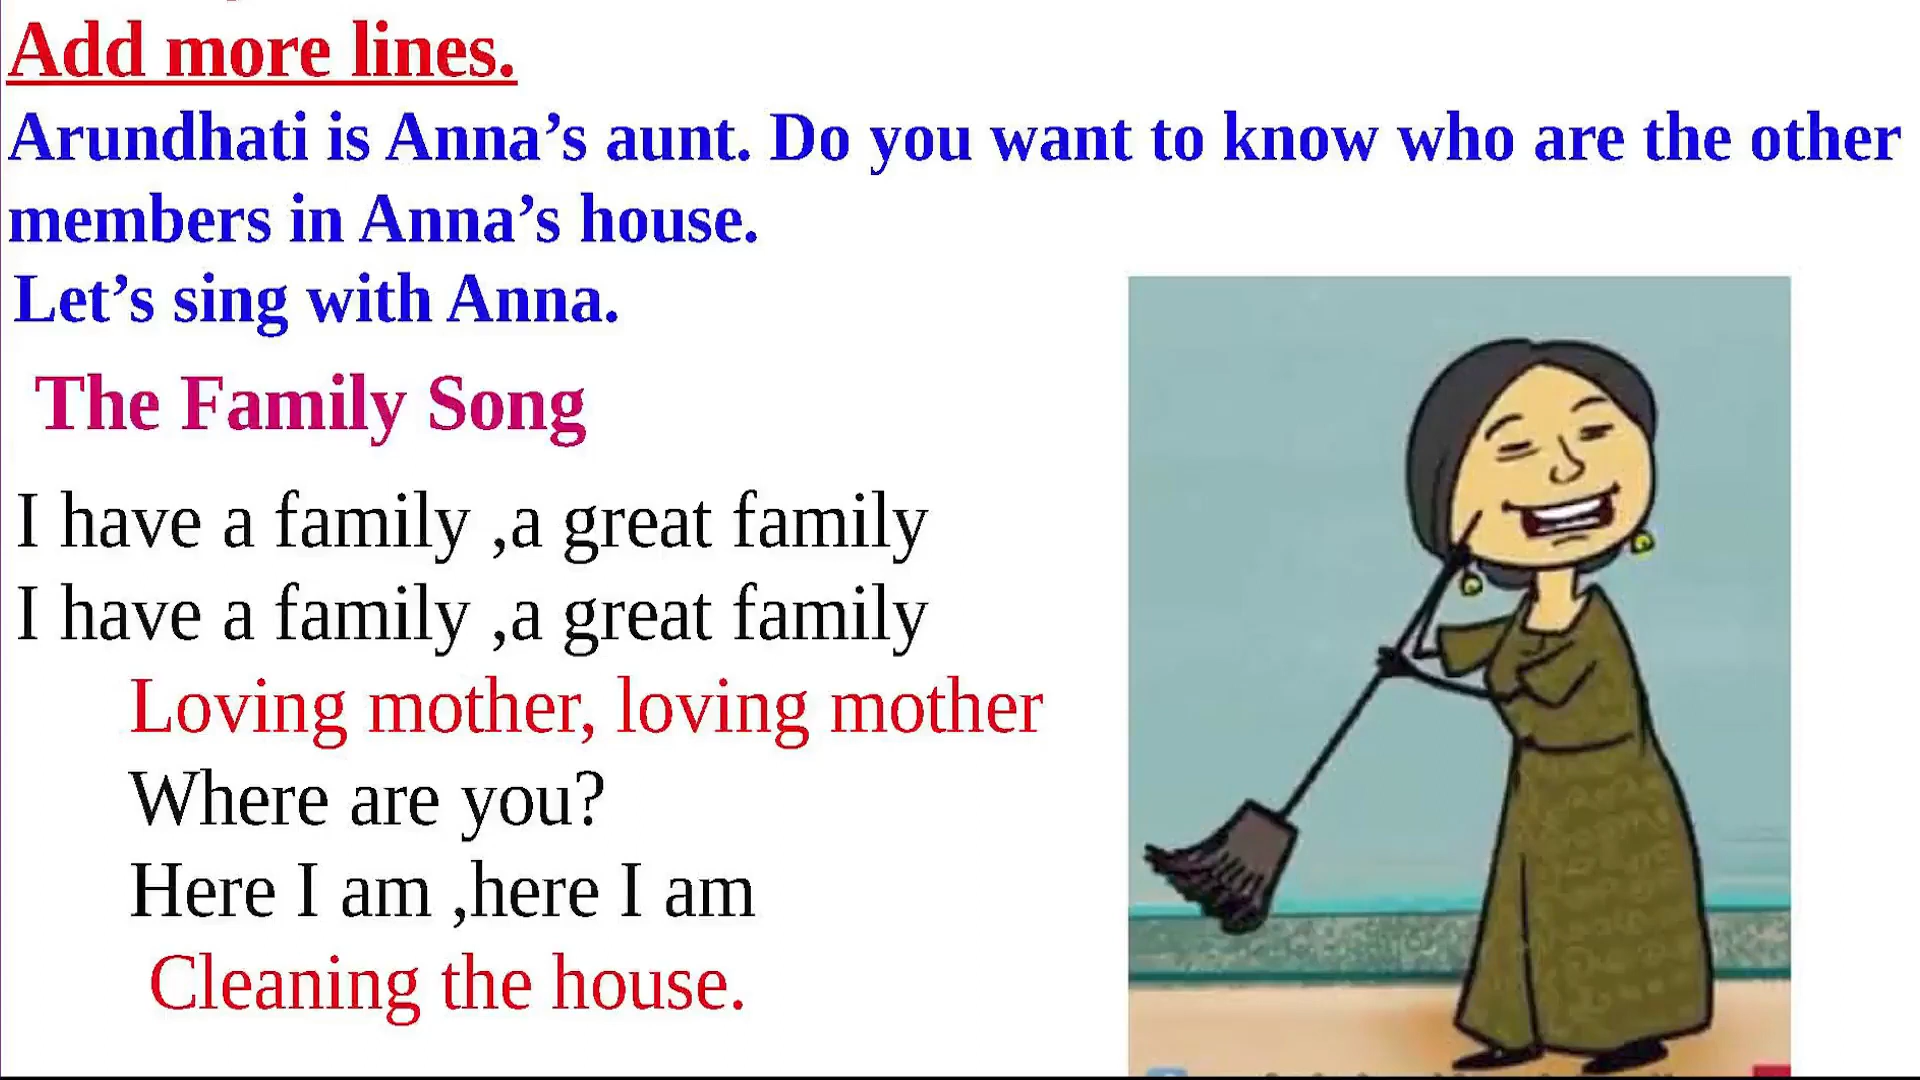 Add more lines.
Arundhati is Anna’s aunt. Do you want to know who are the other
members in Anna’s house.
Let’s sing with Anna.
The Family Song
I have a family ,a great family
I have a family ,a great family
Loving mother, loving mother
Where are you?
Here I am ,here I am
Cleaning the house.